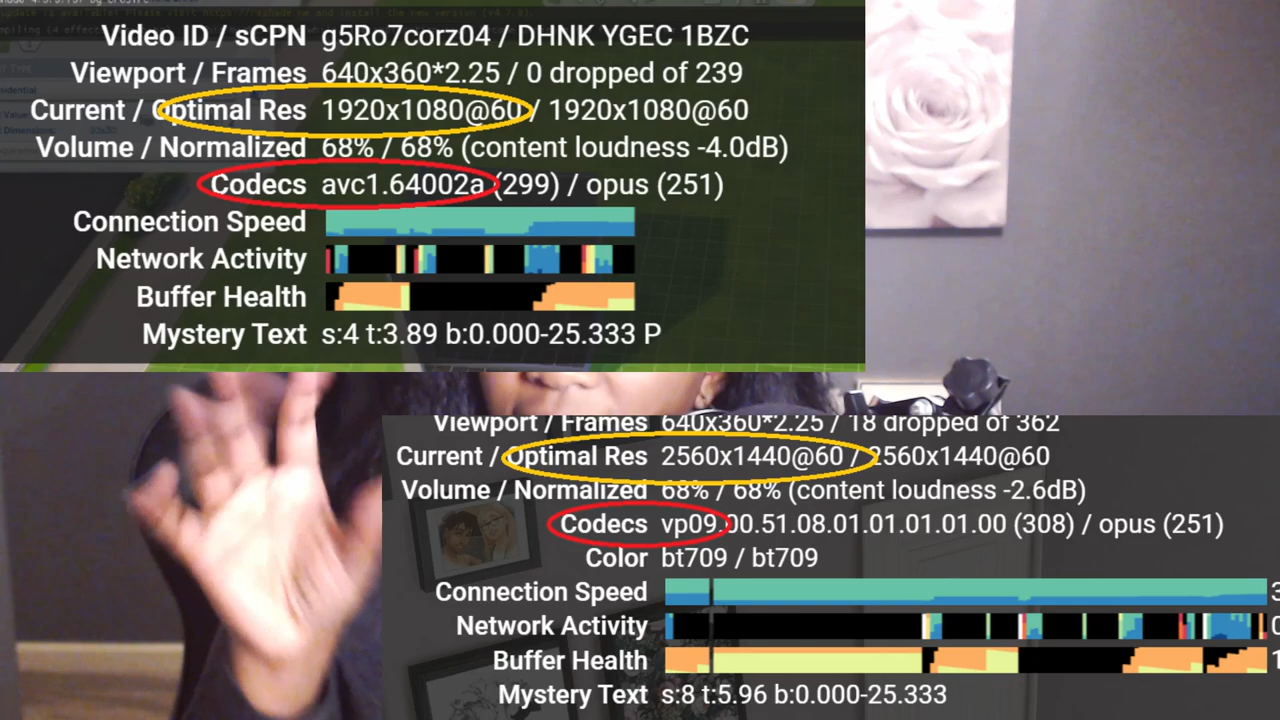 Video ID / sCPN g5Ro7corz04 / DHNK YGEC 1BZC
Viewport / Frames 640x360*2.25 / 0 dropped of 239
Current / Optimal Res 1920x1080@60 / 1920x1080@60
Volume / Normalized 68% / 68% (content loudness -4.0dB)
Codecs avc1.64002a (299) / opus (251)
Connection Speed
Network Activity
Buffer Health
Mystery Text s:4 t:3.89 b:0.000-25.333 P
Viewport / Frames 640x360*2.25 / 18 dropped of 362
Current / Optimal Res 2560x1440@60 / 2560x1440@60
Volume / Normalized 68% / 68% (content loudness -2.6dB)
Codecs vp09.00.51.08.01.01.01.01.00 (308) / opus (251)
Color bt709 / bt709
Connection Speed 3
Network Activity 0
Buffer Health 1
Mystery Text s:8 t:5.96 b:0.000-25.333